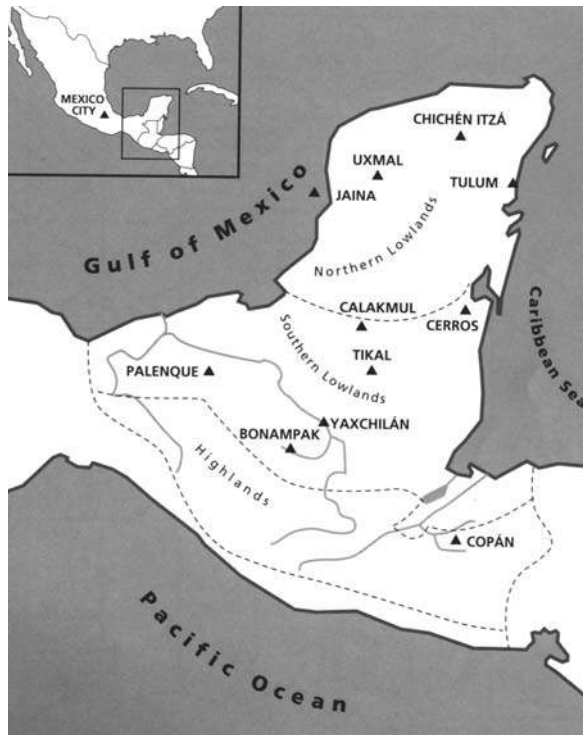 MEXICO
CITY
CHICHÉN ITZÁ
UXMAL
TULUM
JAINA
Gulf of Mexico
Northern Lowlands
CALAKMUL
CERROS
Caribbean Sea
Southern Lowlands
TIKAL
PALENQUE
YAXCHILÁN
BONAMPAK
Highlands
COPÁN
Pacific Ocean